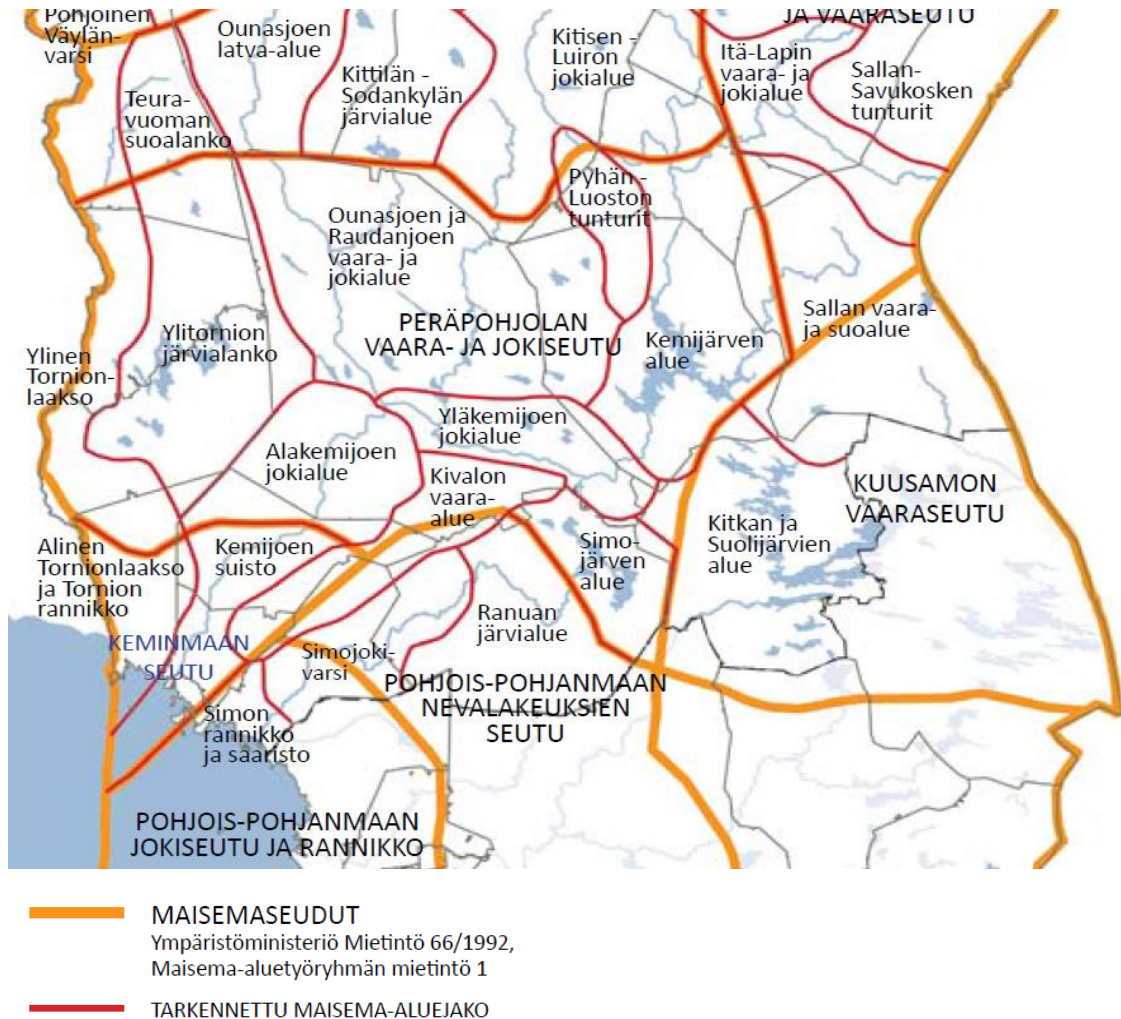 Pohjoinen
Väylän-
varsi
Ounasjoen
latva-alue
Kitisen -
Luiron
jokialue
JA VAARASEUTU
Itä-Lapin
vaara- ja
jokialue
Sallan-
Savukosken
tunturit
Kittilän -
Sodankylän
järvialue
Teura-
vuoman
suoalanko
Pyhän -
Luoston
tunturit
Ounasjoen ja
Raudanjoen
vaara- ja
jokialue
Sallan vaara-
ja suoalue
PERÄPOHJOLAN
VAARA- JA JOKISEUTU
Kemijärven
alue
Ylitornion
järvialanko
Ylinen
Tornion-
laakso
Yläkemijoen
jokialue
Alakemijoen
jokialue
Kivalon
vaara-
alue
KUUSAMON
VAARASEUTU
Kitkan ja
Suolijärvien
alue
Simo-
järven
alue
Alinen
Tornionlaakso
ja Tornion
rannikko
Kemijoen
suisto
Ranuan
järvialue
KEMINMAAN
SEUTU
Simojoki-
varsi
POHJOIS-POHJANMAAN
NEVALAKEUKSIEN
SEUTU
Simon
rannikko
ja saaristo
POHJOIS-POHJANMAAN
JOKISEUTU JA RANNIKKO
MAISEMASEUDUT
Ympäristöministeriö Mietintö 66/1992,
Maisema-aluetyöryhmän mietintö 1
TARKENNETTU MAISEMA-ALUEJAKO